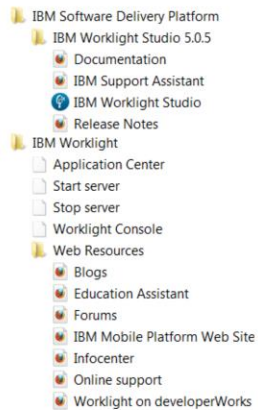 IBM Software Delivery Platform
IBM Worklight Studio 5.0.5
Documentation
IBM Support Assistant
IBM Worklight Studio
Release Notes
IBM Worklight
Application Center
Start server
Stop server
Worklight Console
Web Resources
Blogs
Education Assistant
Forums
IBM Mobile Platform Web Site
Infocenter
Online support
Worklight on developerWorks